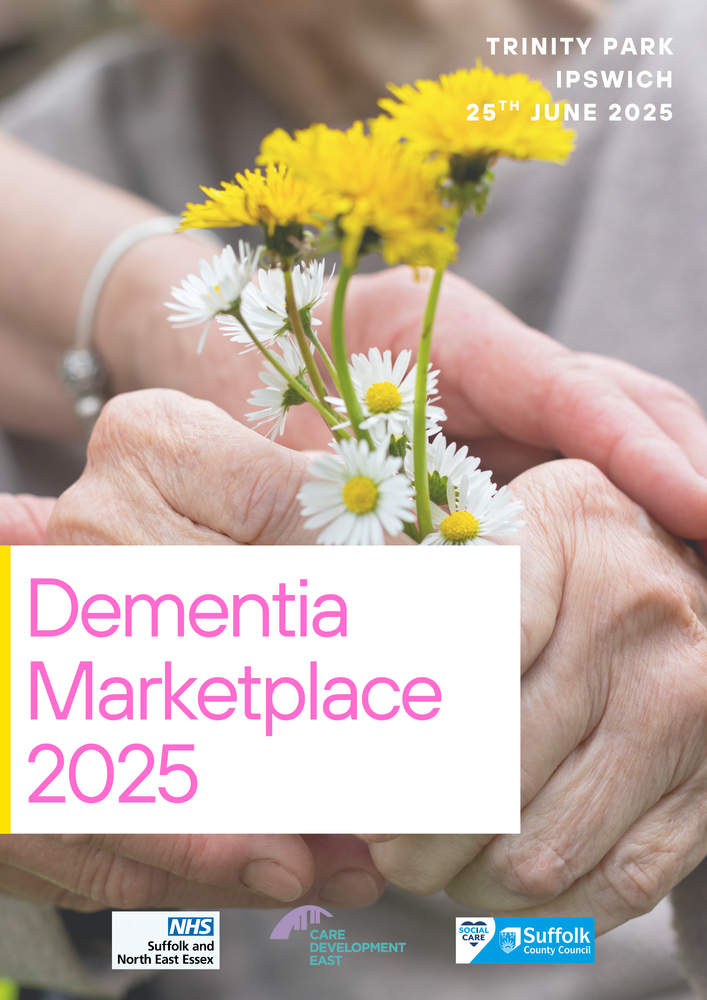 TRINITY PARK
IPSWICH
25TH JUNE 2025
Dementia
Marketplace
2025
NHS
Suffolk and
North East Essex
CARE
DEVELOPMENT
EAST
SOCIAL
CARE
Suffolk
County Council